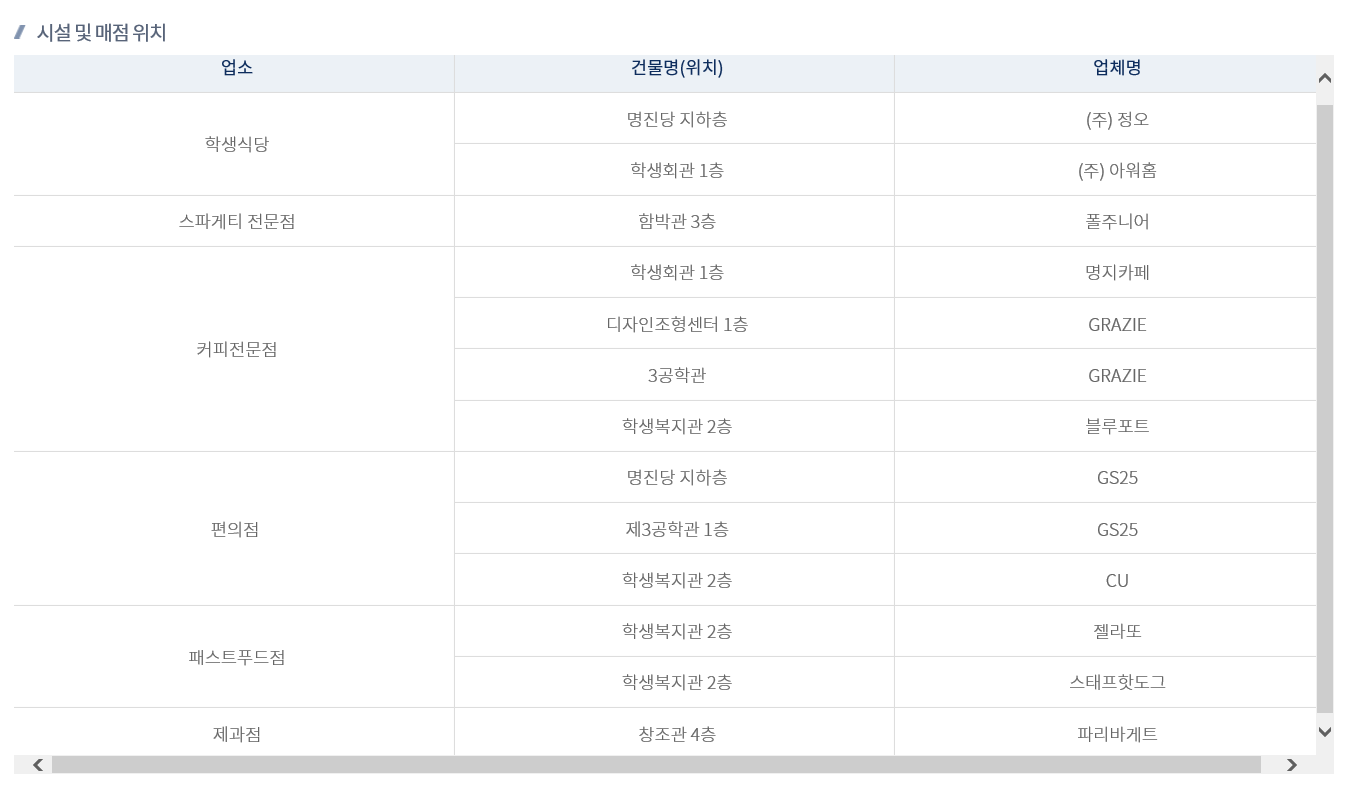 시설 및 매점 위치
업소 건물명(위치) 업체명
학생식당 명진당 지하층 (주) 정오
학생회관 1층 (주) 아워홈
스파게티 전문점 함박관 3층 폴주니어
커피전문점 학생회관 1층 명지카페
디자인조형센터 1층 GRAZIE
3공학관 GRAZIE
학생복지관 2층 블루포트
편의점 명진당 지하층 GS25
제3공학관 1층 GS25
학생복지관 2층 CU
패스트푸드점 학생복지관 2층 젤라또
학생복지관 2층 스태프핫도그
제과점 창조관 4층 파리바게트